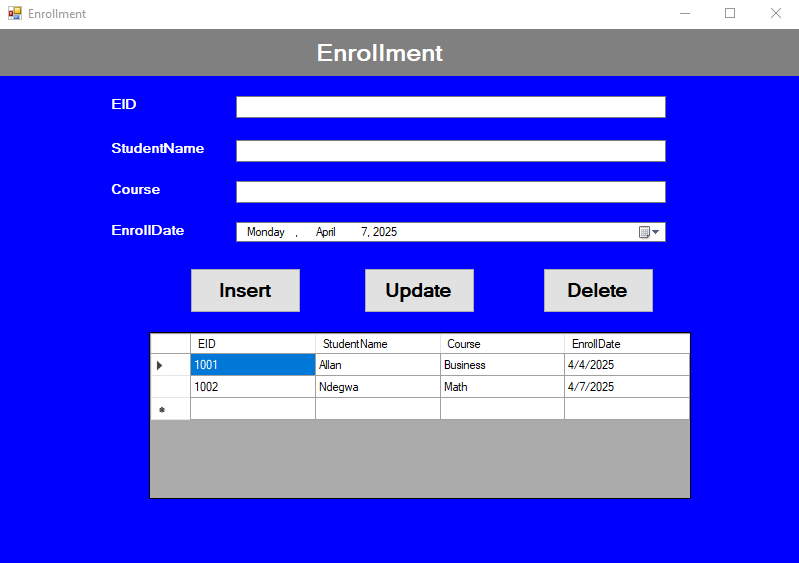 Enrollment
Enrollment
EID
StudentName
Course
EnrollDate Monday , April 7, 2025
Insert Update Delete
EID StudentName Course EnrollDate
1001 Allan Business 4/4/2025
1002 Ndegwa Math 4/7/2025